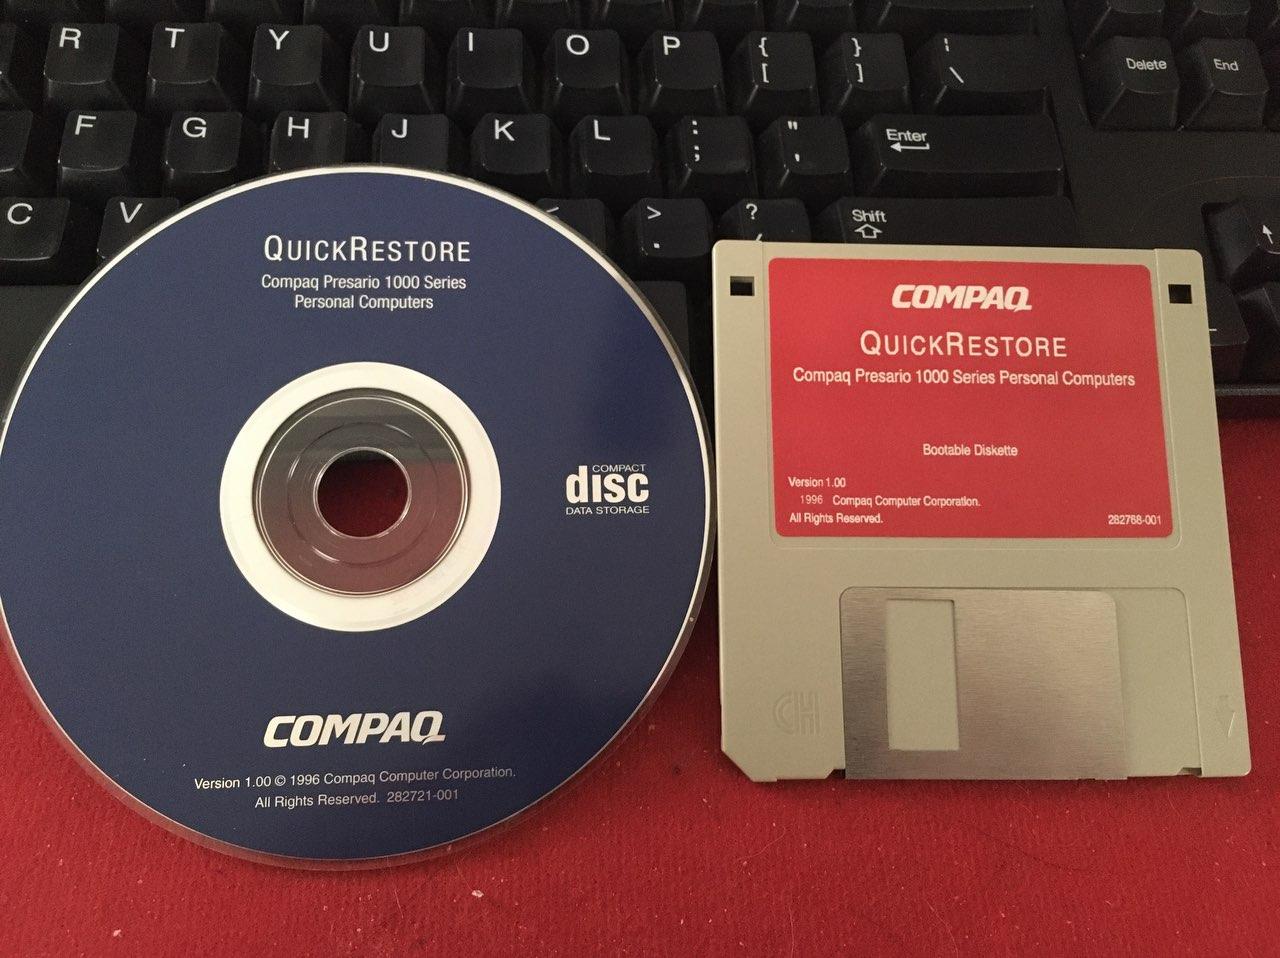 R T Y U I O P { [ } ] ¦ \ Delete End
F G H J K L : ; " ' Enter
C V < > . ? / Shift
QUICKRESTORE
Compaq Presario 1000 Series
Personal Computers
COMPACT
disc
DATA STORAGE
COMPAQ
Version 1.00 © 1996 Compaq Computer Corporation.
All Rights Reserved. 282721-001
COMPAQ
QUICKRESTORE
Compaq Presario 1000 Series Personal Computers
Bootable Diskette
Version 1.00
1996 Compaq Computer Corporation.
All Rights Reserved. 282768-001
CH